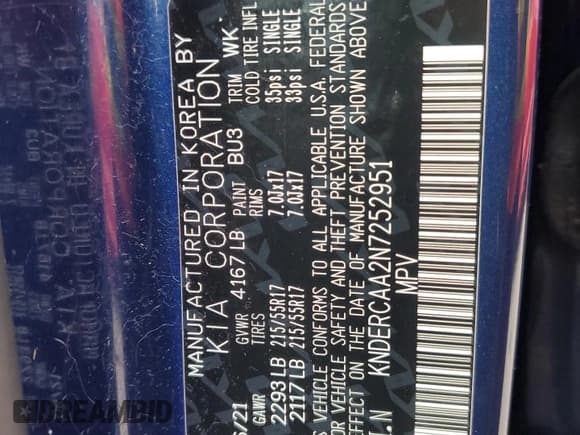 MANUFACTURED IN KOREA BY
KIA CORPORATION
/21 GVWR 4167 LB PAINT BU3 TRIM WK
GAWR TIRES RIMS COLD TIRE INFL
2293 LB 215/55R17 7.0Jx17 35psi SINGLE
2117 LB 215/55R17 7.0Jx17 33psi SINGLE
VEHICLE CONFORMS TO ALL APPLICABLE U.S.A. FEDERAL
VEHICLE SAFETY AND THEFT PREVENTION STANDARDS
ON THE DATE OF MANUFACTURE SHOWN ABOVE
KNDERCAA2N7252951
MPV
DREAMBID